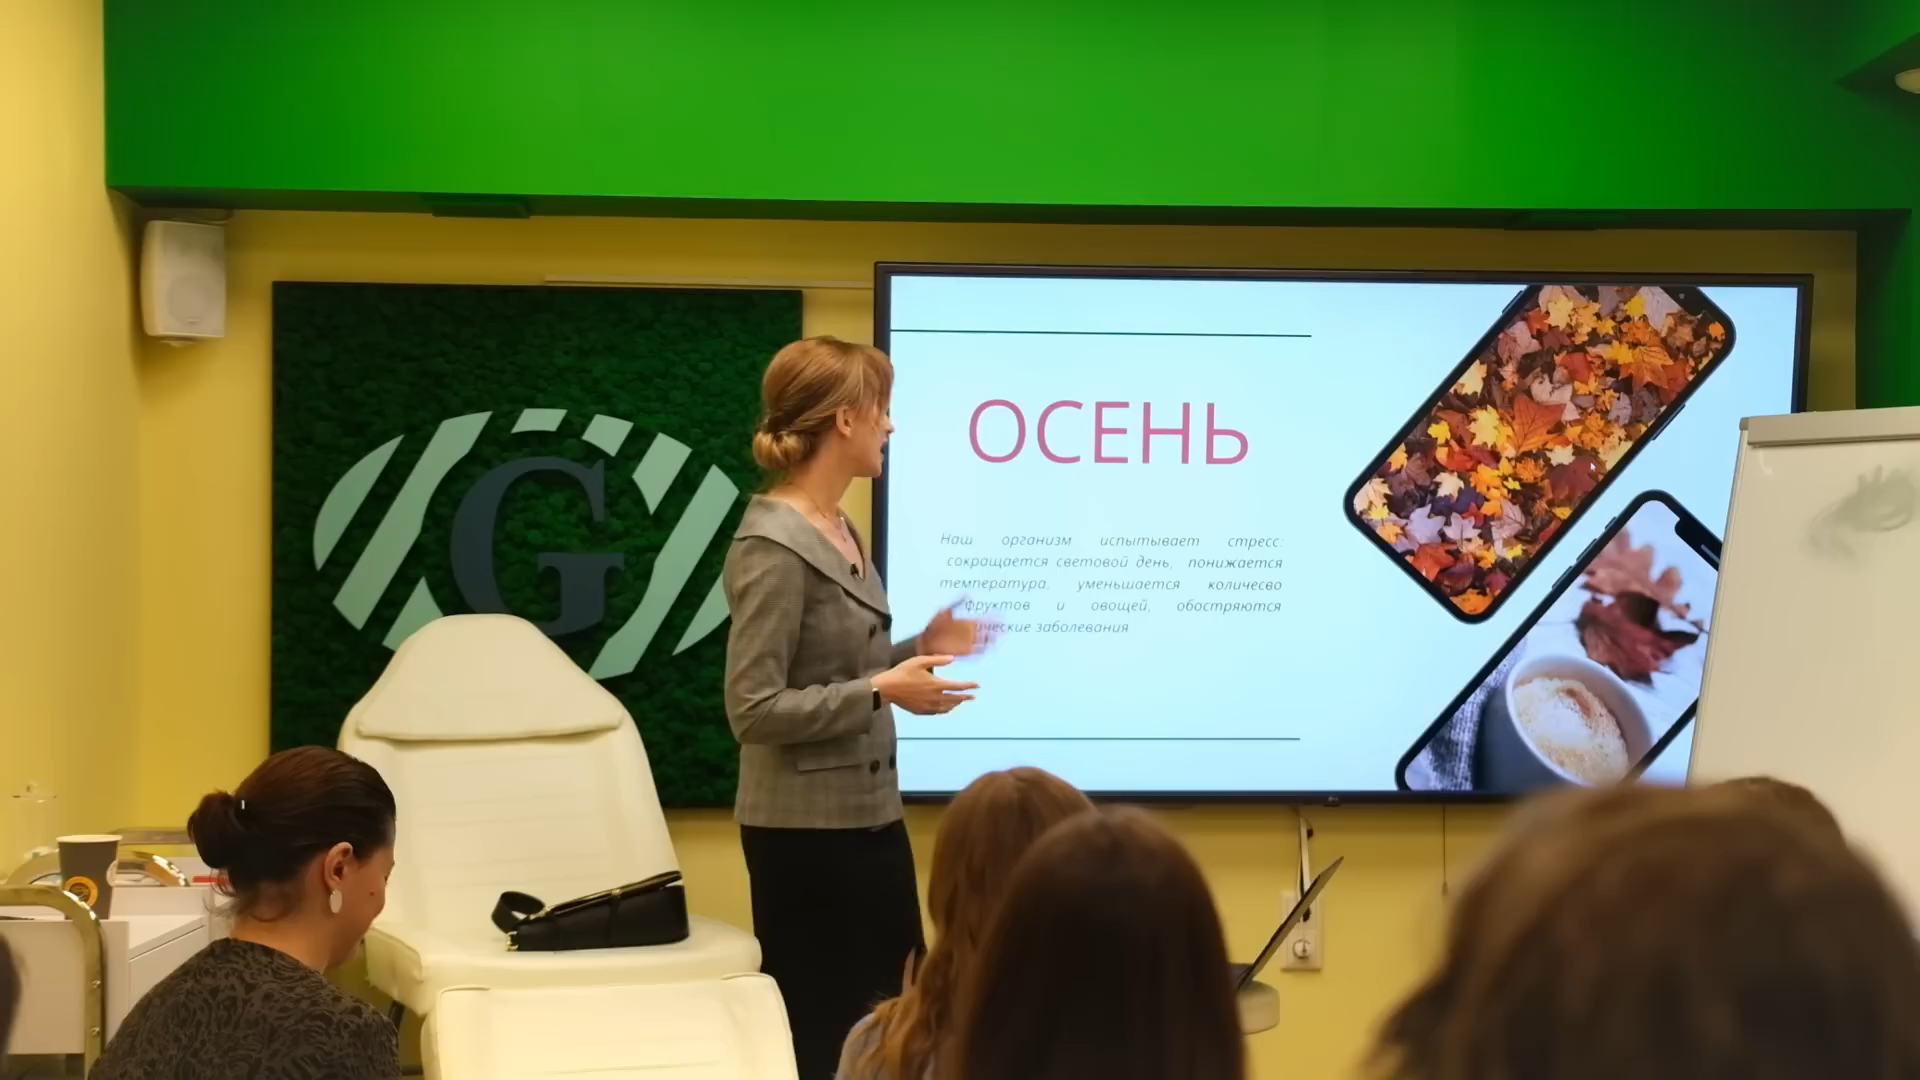 G
ОСЕНЬ
Наш организм испытывает стресс:
сокращается световой день, понижается
температура, уменьшается количесво
фруктов и овощей, обостряются
заболевания